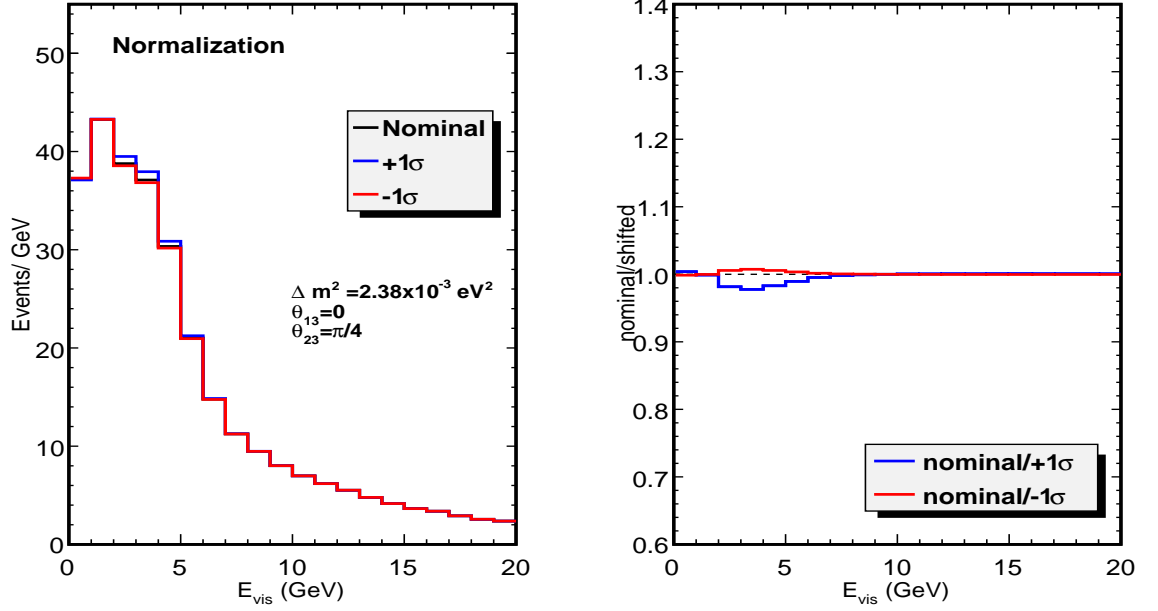 Normalization
Nominal
+1σ
-1σ
Δ m² =2.38x10⁻³ eV²
θ₁₃=0
θ₂₃=π/4
Events/ GeV
50
40
30
20
10
0
0 5 10 15 20
E_vis (GeV)
nominal/shifted
1.4
1.3
1.2
1.1
1.0
0.9
0.8
0.7
0.6
nominal/+1σ
nominal/-1σ
0 5 10 15 20
E_vis (GeV)